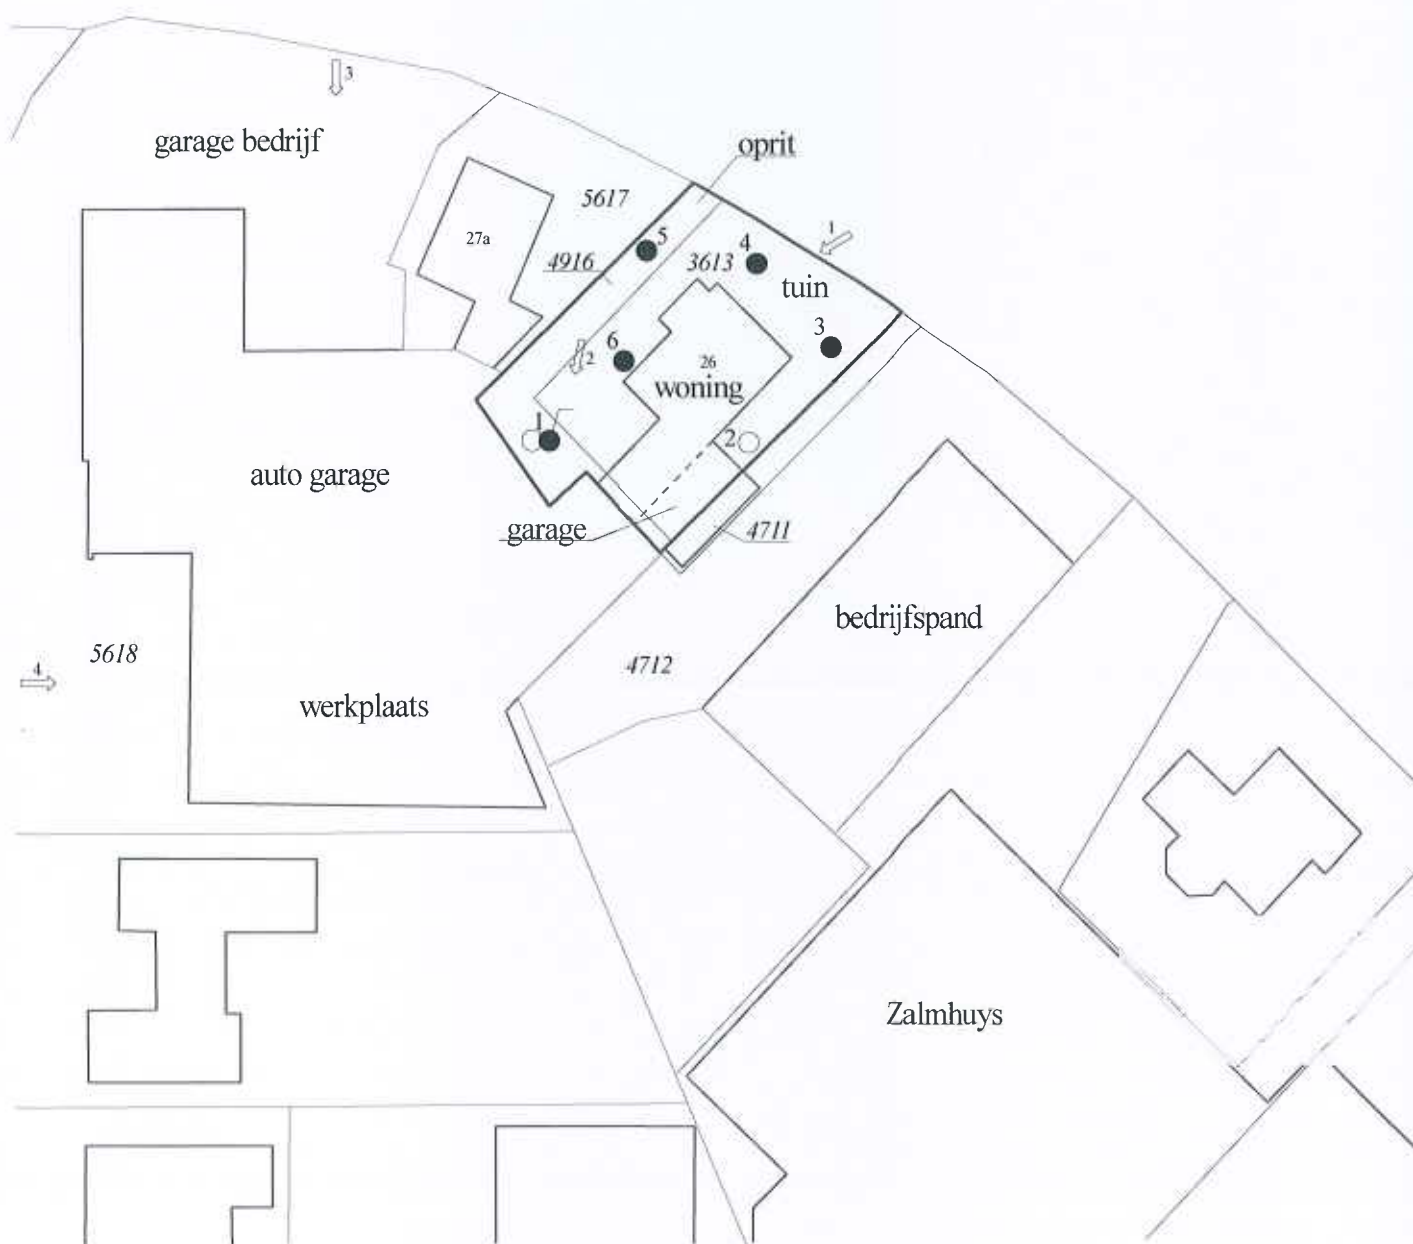 3
garage bedrijf
oprit
5617
1
27a
5
4
4916
3613
tuin
3
6
2
26
woning
1
2
auto garage
garage
4711
bedrijfspand
5618
4
4712
werkplaats
Zalmhuys